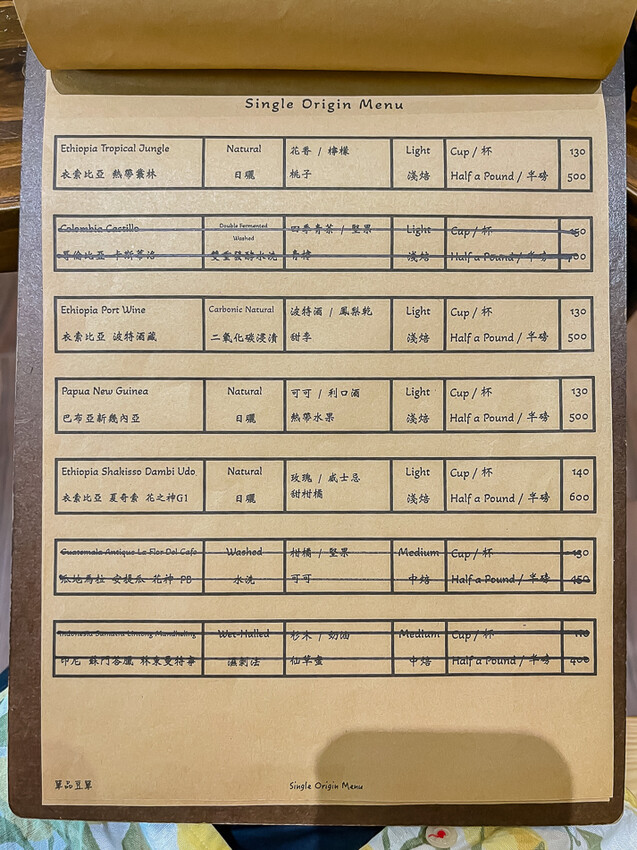 Single Origin Menu
Ethiopia Tropical Jungle Natural 花香 / 檸檬 Light Cup / 杯 130
衣索比亞 熱帶叢林 日曬 桃子 淺焙 Half a Pound / 半磅 500
Colombia Castillo Double Fermented Washed 四季青茶 / 堅果 Light Cup / 杯 150
哥倫比亞 卡斯蒂洛 雙重發酵水洗 青檸 淺焙 Half a Pound / 半磅
Ethiopia Port Wine Carbonic Natural 波特酒 / 鳳梨乾 Light Cup / 杯 130
衣索比亞 波特酒藏 二氧化碳浸漬 甜李 淺焙 Half a Pound / 半磅 500
Papua New Guinea Natural 可可 / 利口酒 Light Cup / 杯 130
巴布亞新幾內亞 日曬 熱帶水果 淺焙 Half a Pound / 半磅 500
Ethiopia Shakisso Dambi Udo Natural 玫瑰 / 威士忌 Light Cup / 杯 140
衣索比亞 夏奇索 花之神G1 日曬 甜柑橘 淺焙 Half a Pound / 半磅 600
Guatemala Antigua La Flor Del Cafe Washed 柑橘 / 堅果 Medium Cup / 杯 130
瓜地馬拉 安提瓜 花神 PB 水洗 可可 中焙 Half a Pound / 半磅 450
Indonesia Sumatra Lintong Mandheling Wet-Hulled 杉木 / 奶油 Medium Cup / 杯
印尼 蘇門答臘 林東曼特寧 濕剝法 仙草蜜 中焙 Half a Pound / 半磅 400
單品豆單 Single Origin Menu